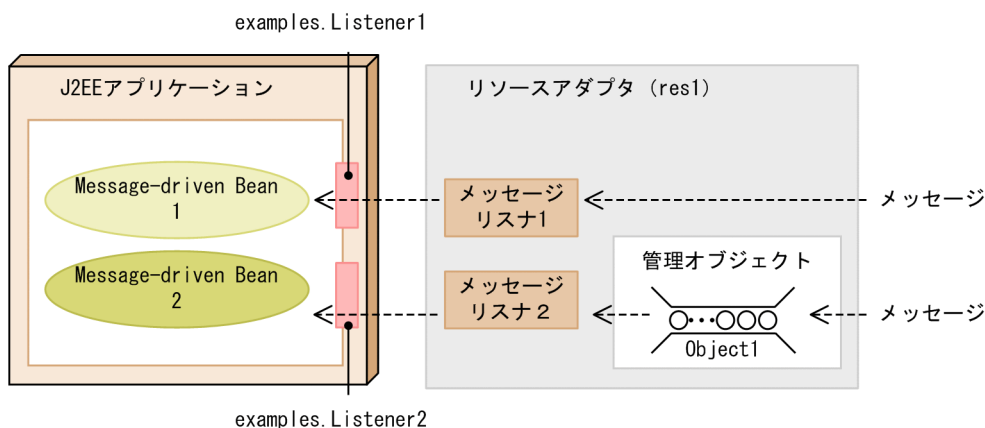 examples.Listener1
J2EEアプリケーション
リソースアダプタ（res1）
Message-driven Bean
1
メッセージ
リスナ1
メッセージ
管理オブジェクト
Message-driven Bean
2
メッセージ
リスナ２
Object1
メッセージ
examples.Listener2